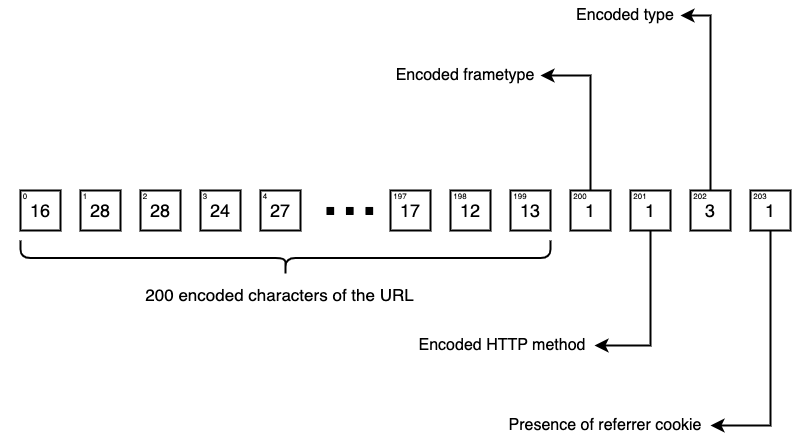 Encoded type
Encoded frametype
0 1 2 3 4 197 198 199 200 201 202 203
16 28 28 24 27 ... 17 12 13 1 1 3 1
200 encoded characters of the URL
Encoded HTTP method
Presence of referrer cookie